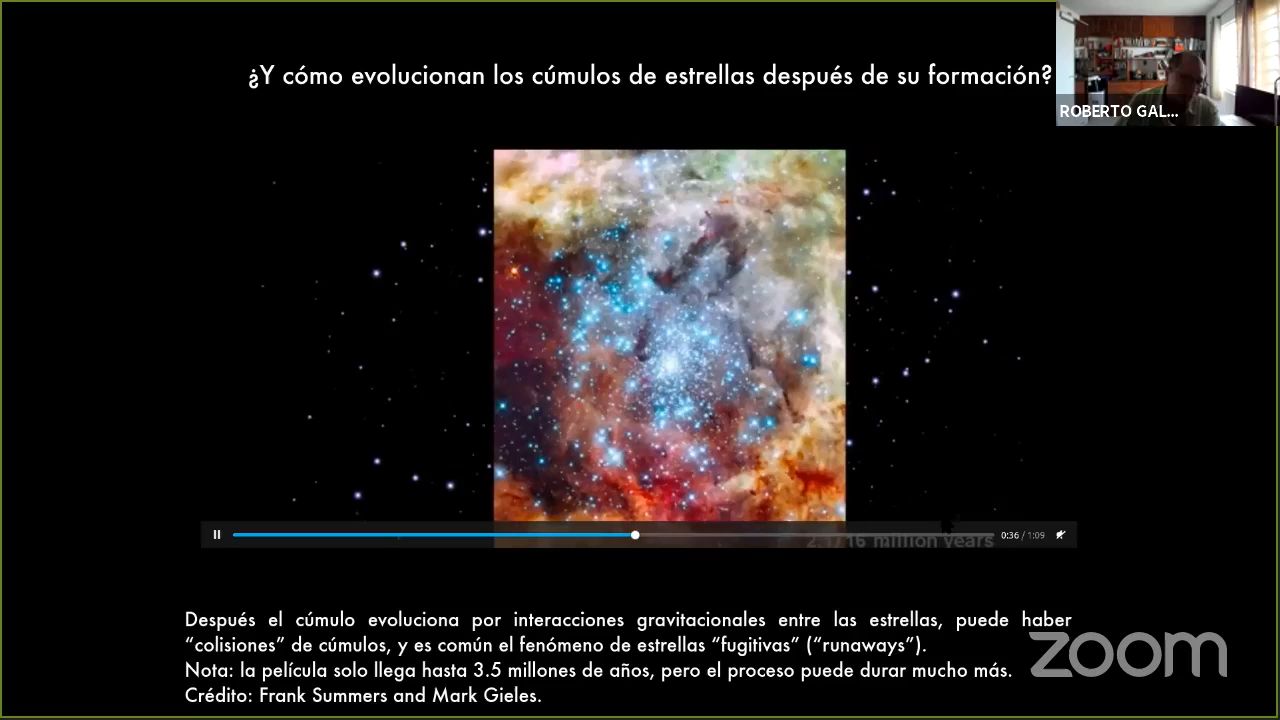 ¿Y cómo evolucionan los cúmulos de estrellas después de su formación?
ROBERTO GAL...
million years
0:36 / 1:09
Después el cúmulo evoluciona por interacciones gravitacionales entre las estrellas, puede haber
“colisiones” de cúmulos, y es común el fenómeno de estrellas “fugitivas” (“runaways”).
Nota: la película solo llega hasta 3.5 millones de años, pero el proceso puede durar mucho más.
Crédito: Frank Summers and Mark Gieles.
zoom